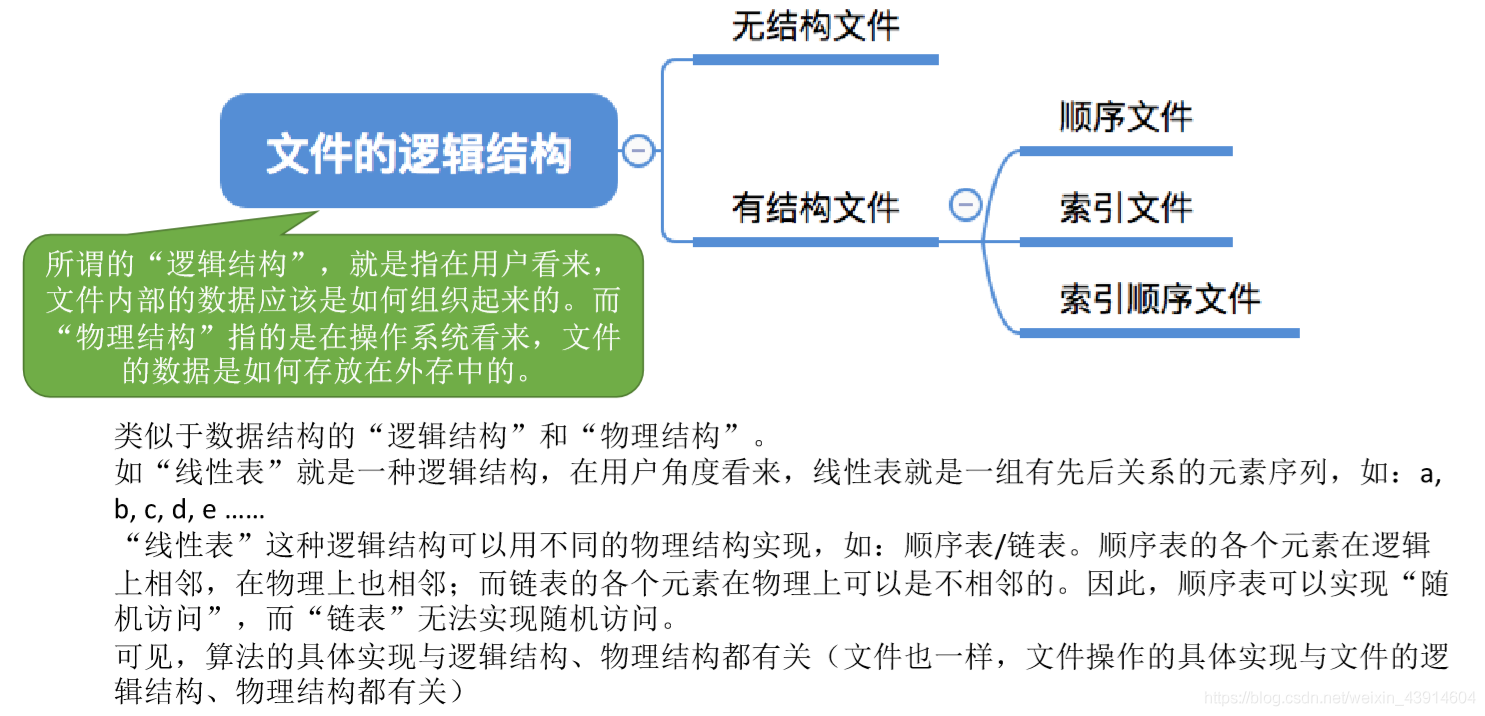 无结构文件
文件的逻辑结构
顺序文件
有结构文件
索引文件
索引顺序文件
所谓的“逻辑结构”，就是指在用户看来，
文件内部的数据应该是如何组织起来的。而
“物理结构”指的是在操作系统看来，文件
的数据是如何存放在外存中的。
类似于数据结构的“逻辑结构”和“物理结构”。
如“线性表”就是一种逻辑结构，在用户角度看来，线性表就是一组有先后关系的元素序列，如：a,
b, c, d, e ......
“线性表”这种逻辑结构可以用不同的物理结构实现，如：顺序表/链表。顺序表的各个元素在逻辑
上相邻，在物理上也相邻；而链表的各个元素在物理上可以是不相邻的。因此，顺序表可以实现“随
机访问”，而“链表”无法实现随机访问。
可见，算法的具体实现与逻辑结构、物理结构都有关（文件也一样，文件操作的具体实现与文件的逻
辑结构、物理结构都有关）
https://blog.csdn.net/weixin_43914604